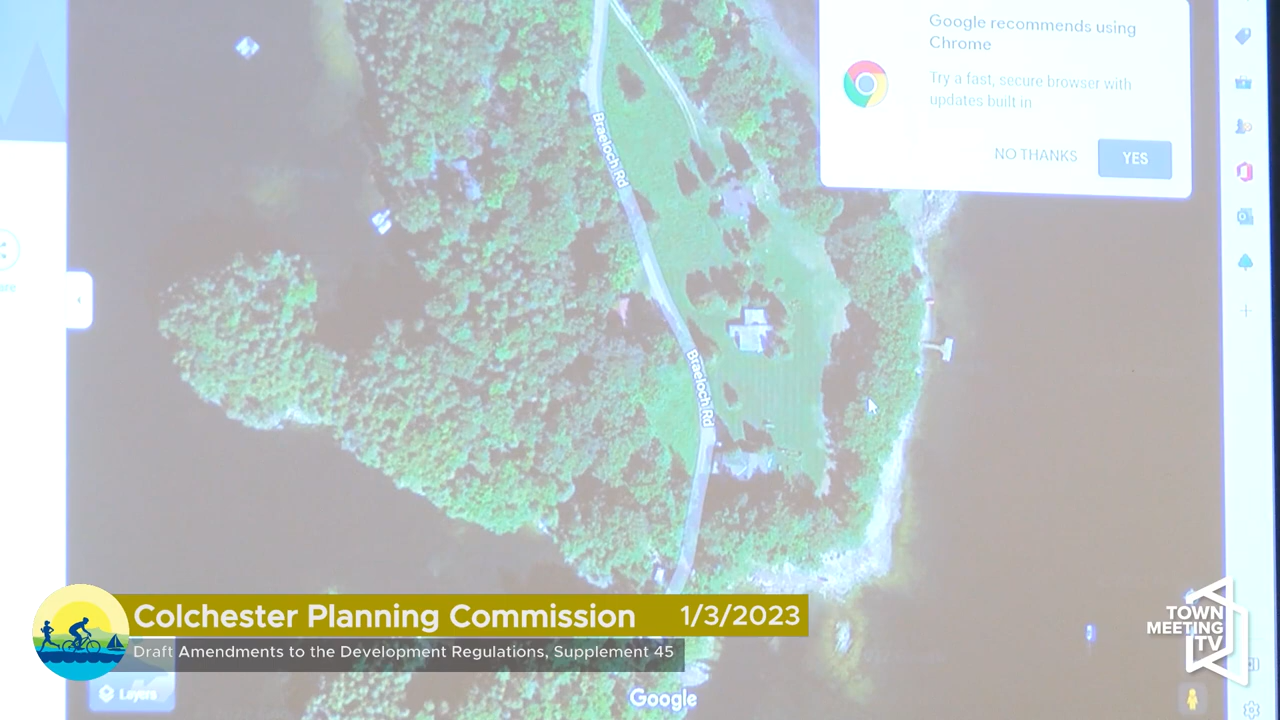 Google recommends using
Chrome
Try a fast, secure browser with
updates built in
NO THANKS
YES
Braeloch Rd
Braeloch Rd
Colchester Planning Commission 1/3/2023
Draft Amendments to the Development Regulations, Supplement 45
TOWN
MEETING
TV
Layers
Google